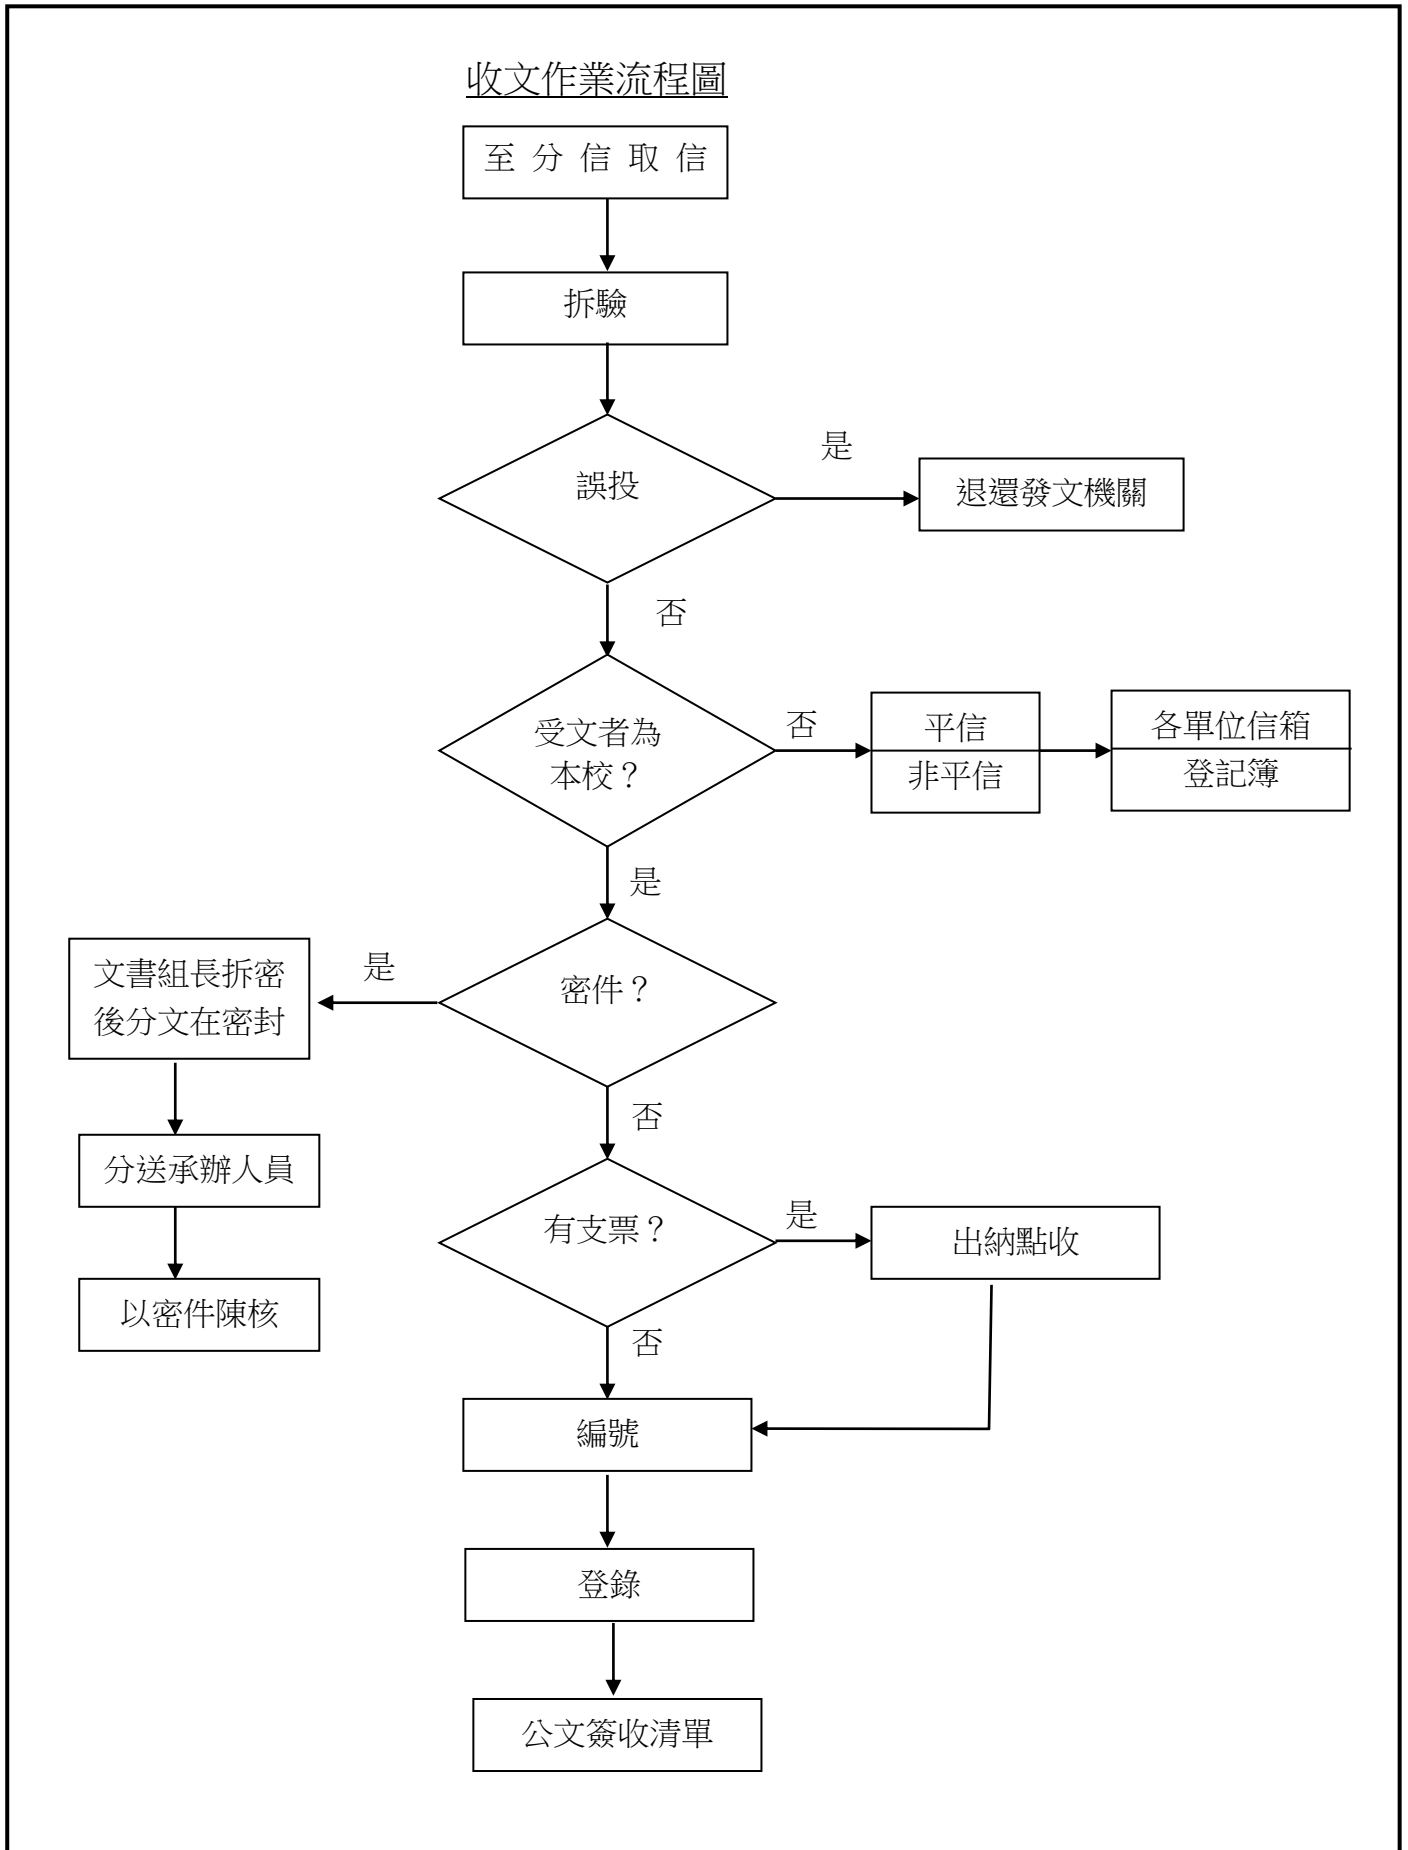 收文作業流程圖
至分信取信
拆驗
誤投
是
退還發文機關
否
受文者為
本校？
否
平信
非平信
各單位信箱
登記簿
是
密件？
是
文書組長拆密
後分文在密封
分送承辦人員
以密件陳核
否
有支票？
是
出納點收
否
編號
登錄
公文簽收清單